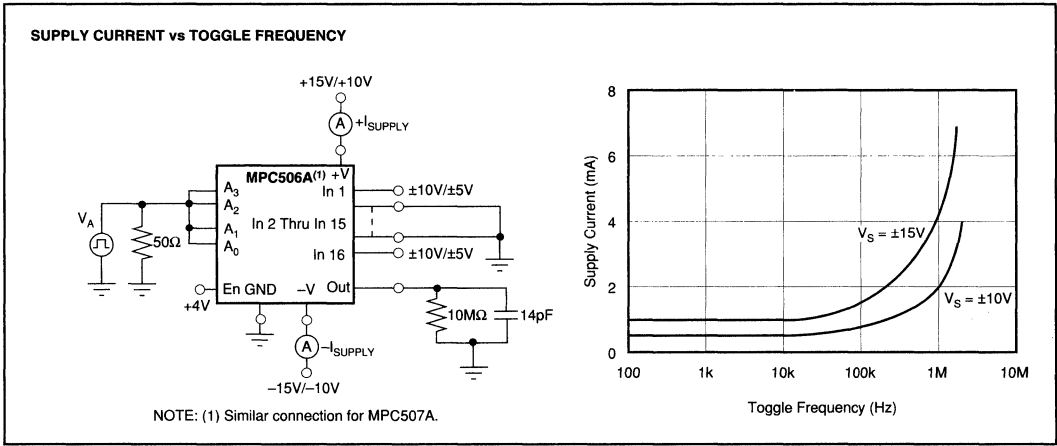 SUPPLY CURRENT vs TOGGLE FREQUENCY
+15V/+10V
A +I_SUPPLY
MPC506A(1) +V
A3
A2
A1
A0
In 1
±10V/±5V
In 2 Thru In 15
In 16
±10V/±5V
VA
50Ω
+4V
En GND
–V
Out
10MΩ
14pF
A –I_SUPPLY
–15V/–10V
NOTE: (1) Similar connection for MPC507A.
Supply Current (mA)
8
6
4
2
0
VS = ±15V
VS = ±10V
100 1k 10k 100k 1M 10M
Toggle Frequency (Hz)